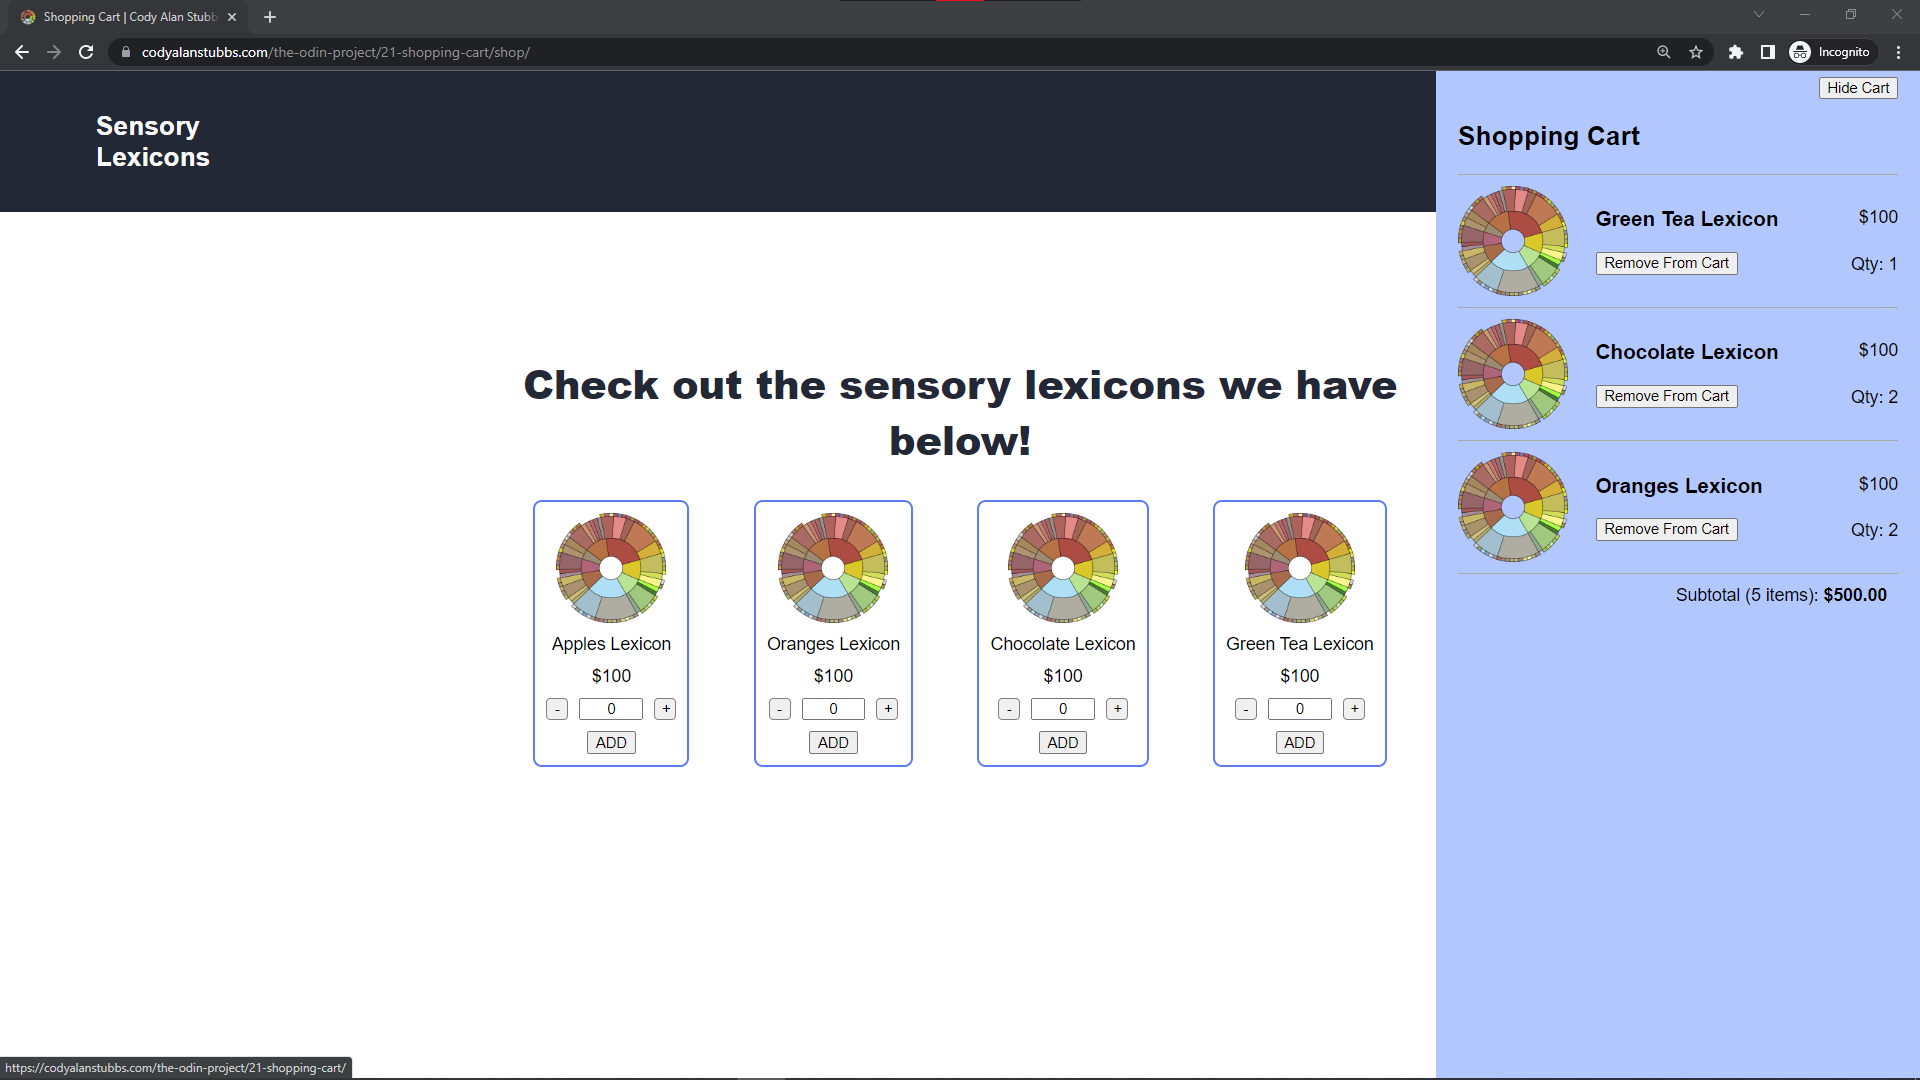 Shopping Cart | Cody Alan Stubb
codyalanstubbs.com/the-odin-project/21-shopping-cart/shop/
Incognito
Sensory
Lexicons
Check out the sensory lexicons we have
below!
Apples Lexicon
$100
- 0 +
ADD
Oranges Lexicon
$100
- 0 +
ADD
Chocolate Lexicon
$100
- 0 +
ADD
Green Tea Lexicon
$100
- 0 +
ADD
Hide Cart
Shopping Cart
Green Tea Lexicon $100
Remove From Cart Qty: 1
Chocolate Lexicon $100
Remove From Cart Qty: 2
Oranges Lexicon $100
Remove From Cart Qty: 2
Subtotal (5 items): $500.00
https://codyalanstubbs.com/the-odin-project/21-shopping-cart/